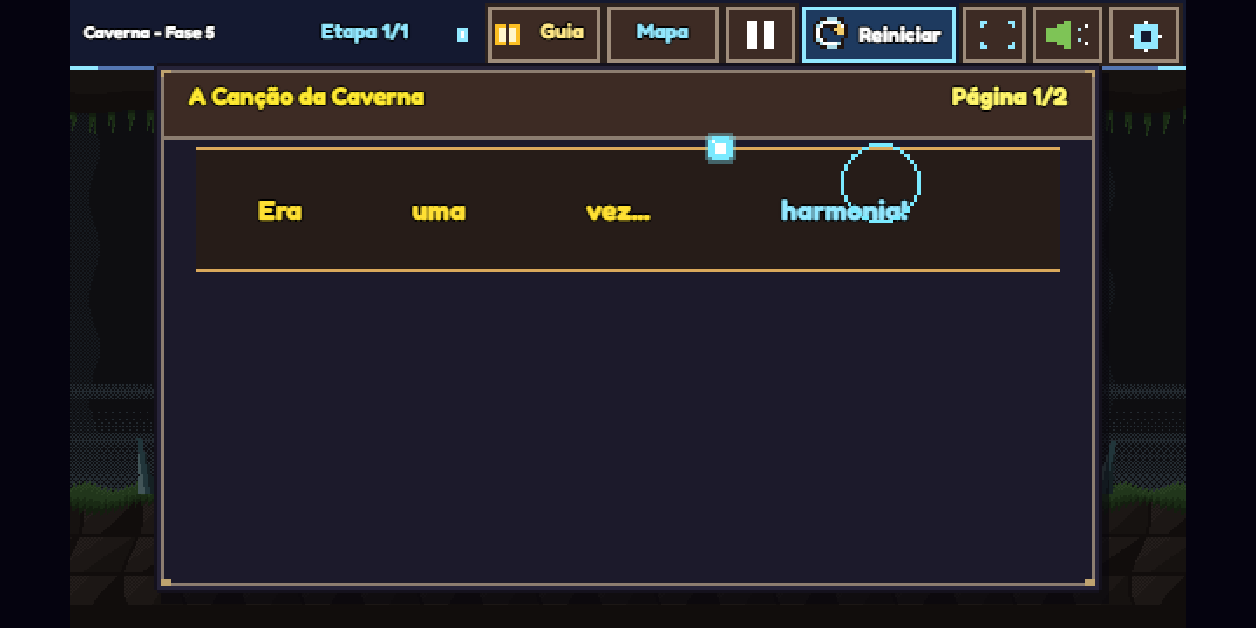 Caverna - Fase 5
Etapa 1/1
Guia
Mapa
Reiniciar
A Canção da Caverna
Página 1/2
Era uma vez... harmonia!